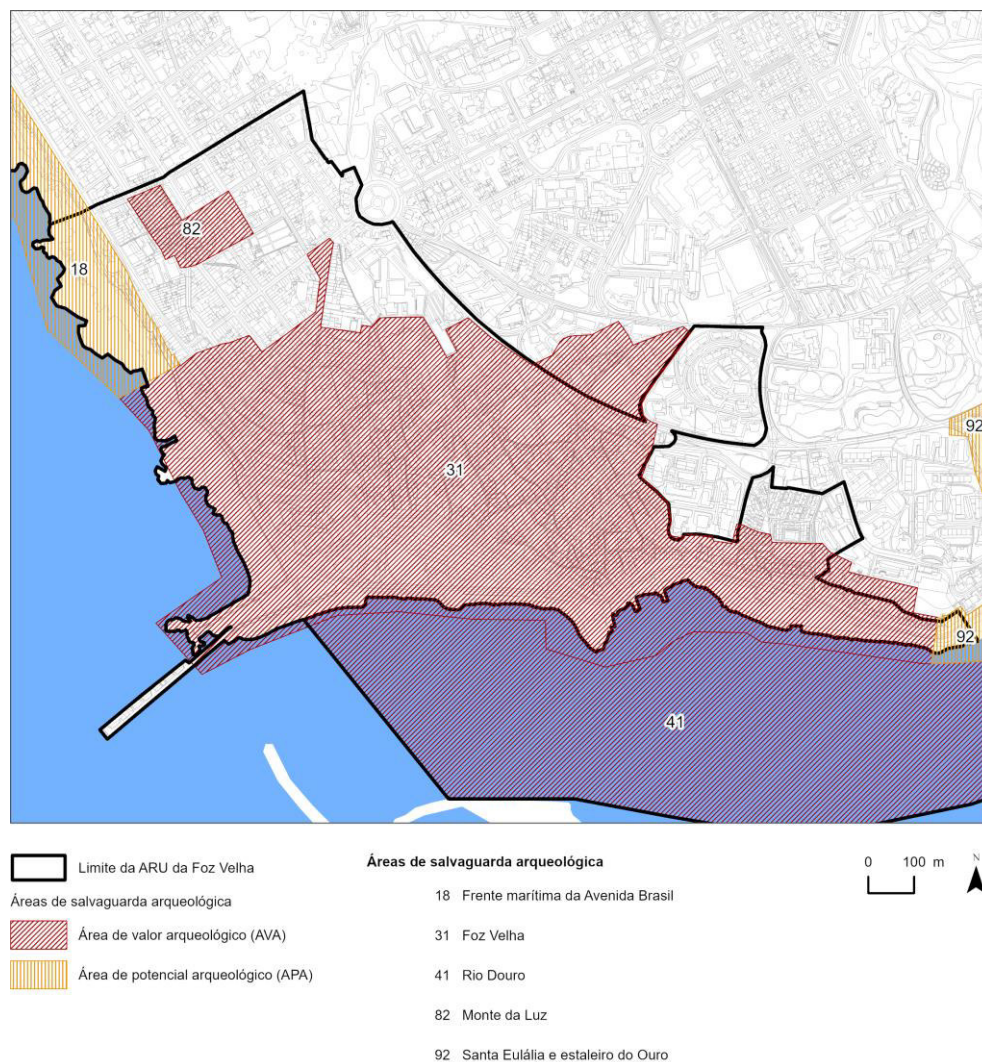 82
18
92
31
92
41
Limite da ARU da Foz Velha
Áreas de salvaguarda arqueológica
Área de valor arqueológico (AVA)
Área de potencial arqueológico (APA)
Áreas de salvaguarda arqueológica
18 Frente marítima da Avenida Brasil
31 Foz Velha
41 Rio Douro
82 Monte da Luz
92 Santa Eulália e estaleiro do Ouro
0 100 m
N